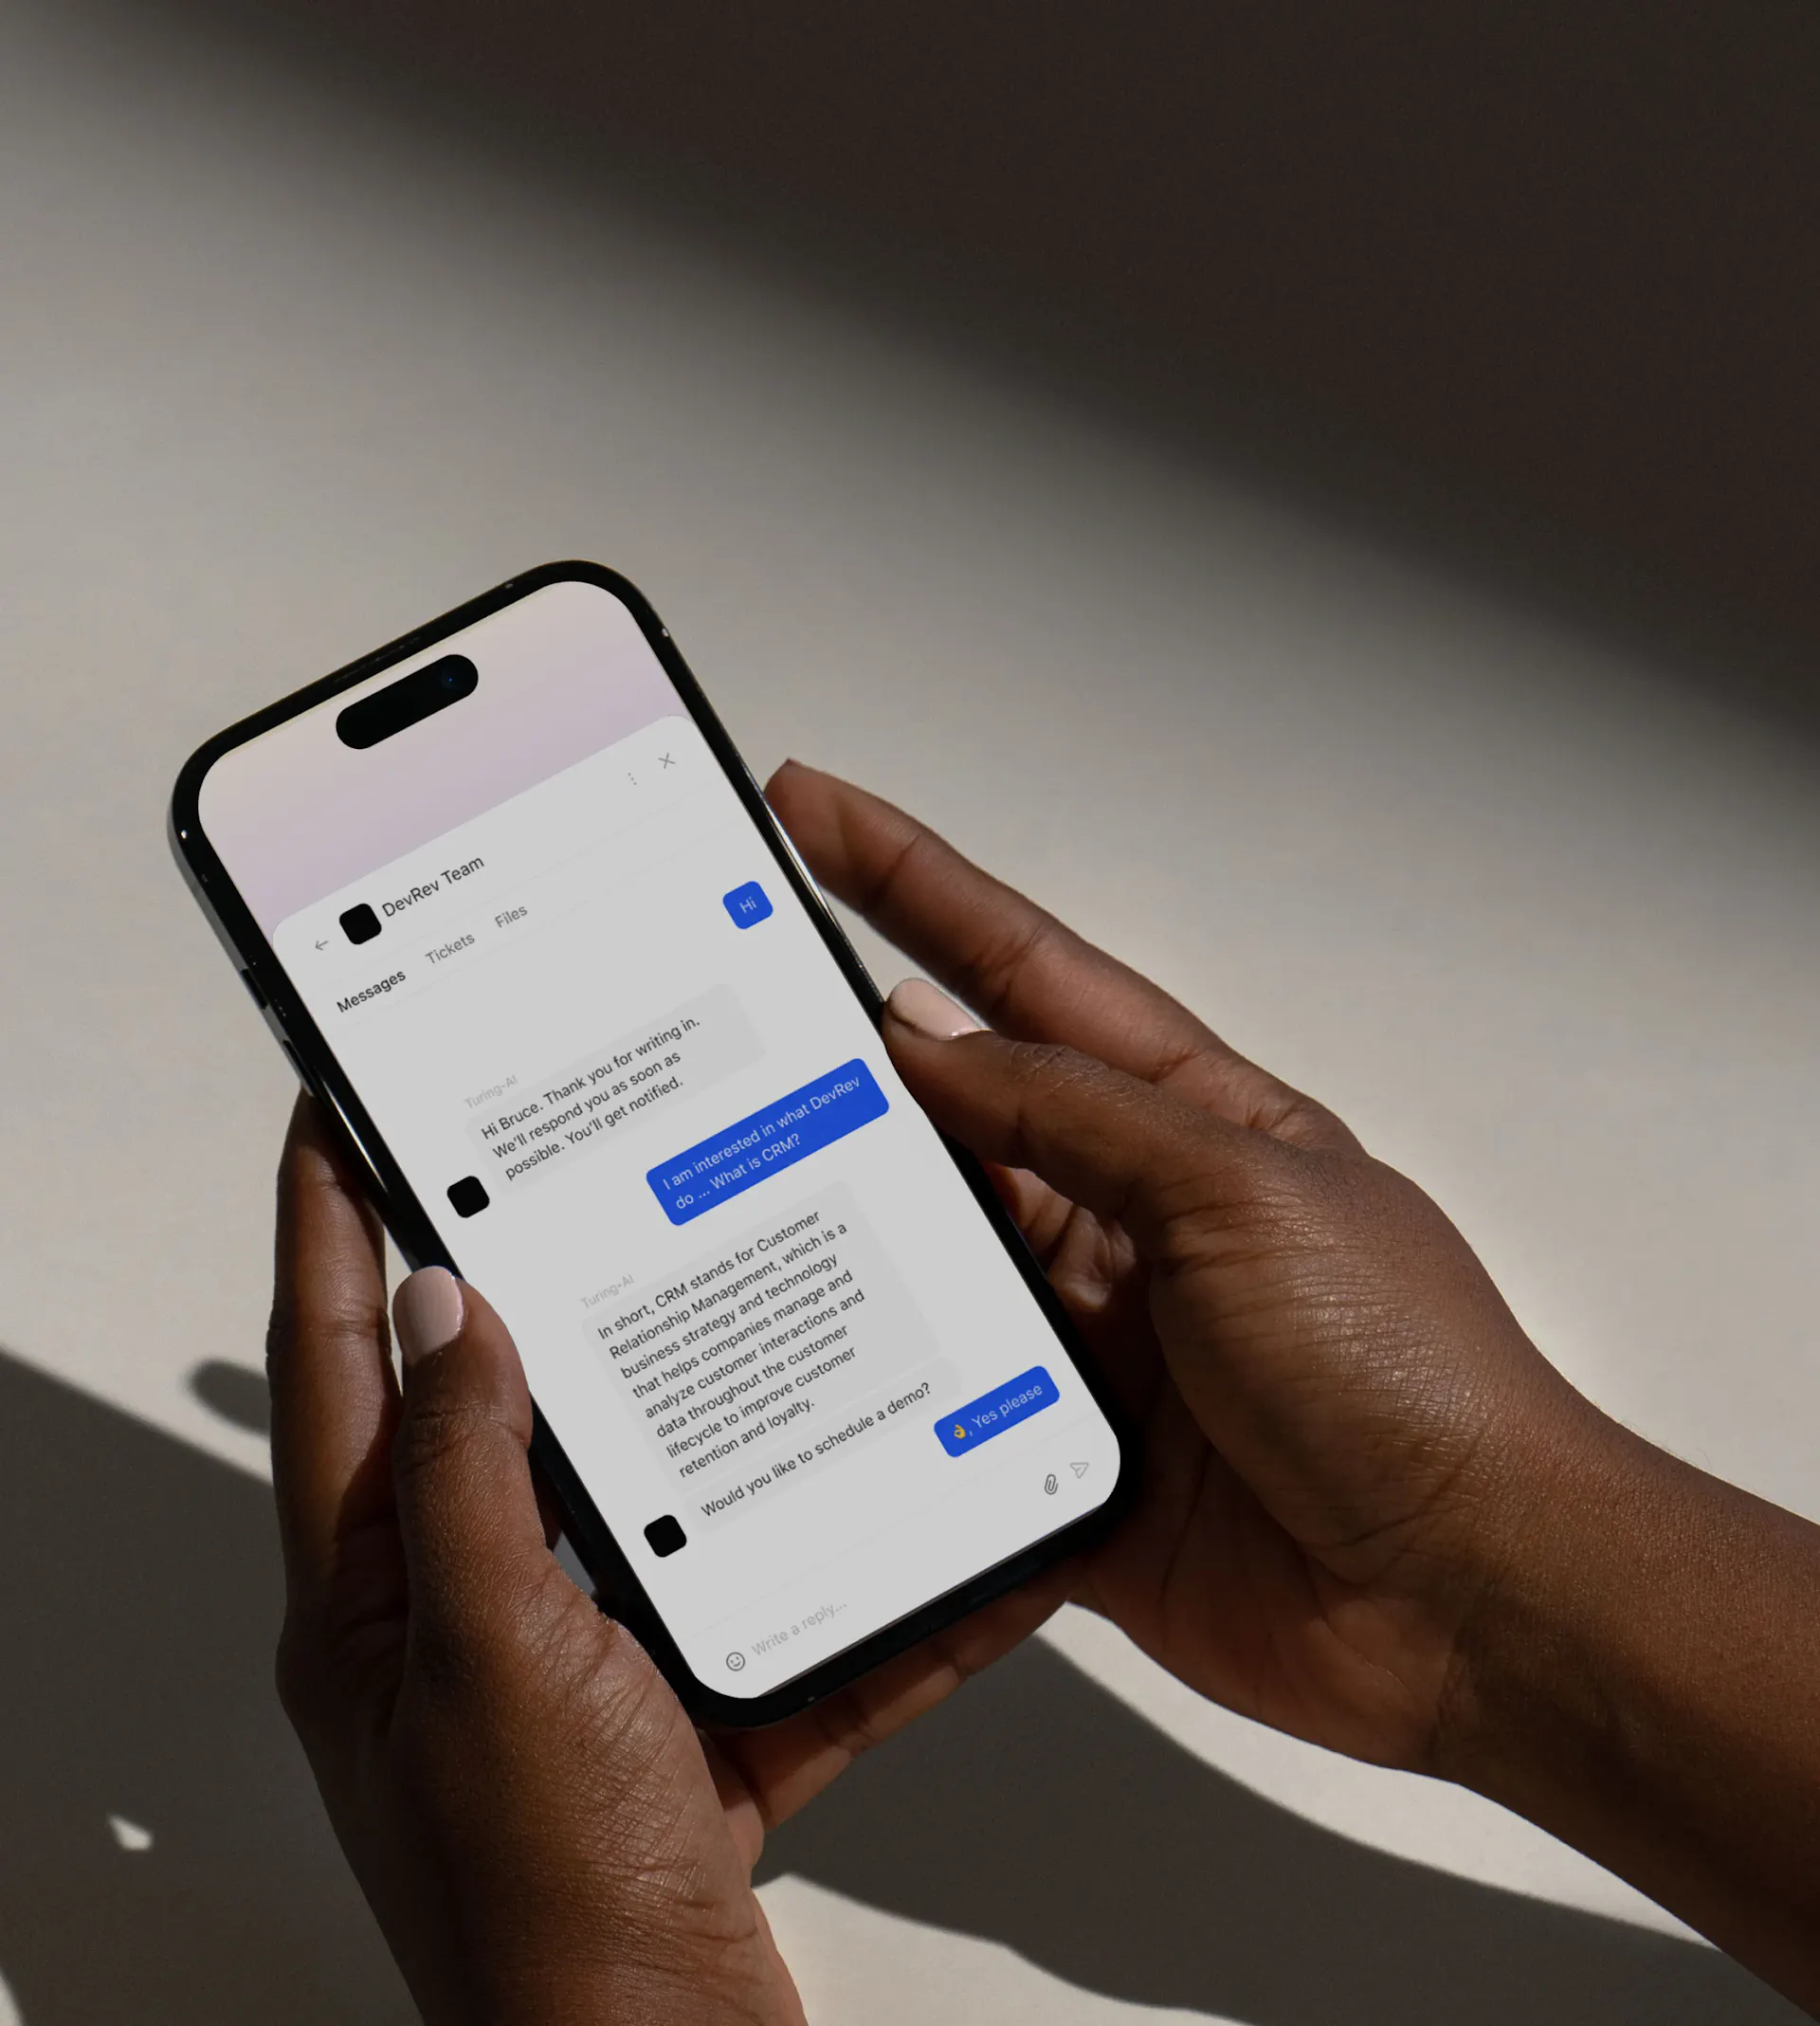 DevRev Team
Messages
Tickets
Files
Hi
Turing-AI
Hi Bruce. Thank you for writing in.
We'll respond you as soon as
possible. You'll get notified.
I am interested in what DevRev
do ... What is CRM?
Turing-AI
In short, CRM stands for Customer
Relationship Management, which is a
business strategy and technology
that helps companies manage and
analyze customer interactions and
data throughout the customer
lifecycle to improve customer
retention and loyalty.
Would you like to schedule a demo?
👌, Yes please
Write a reply...